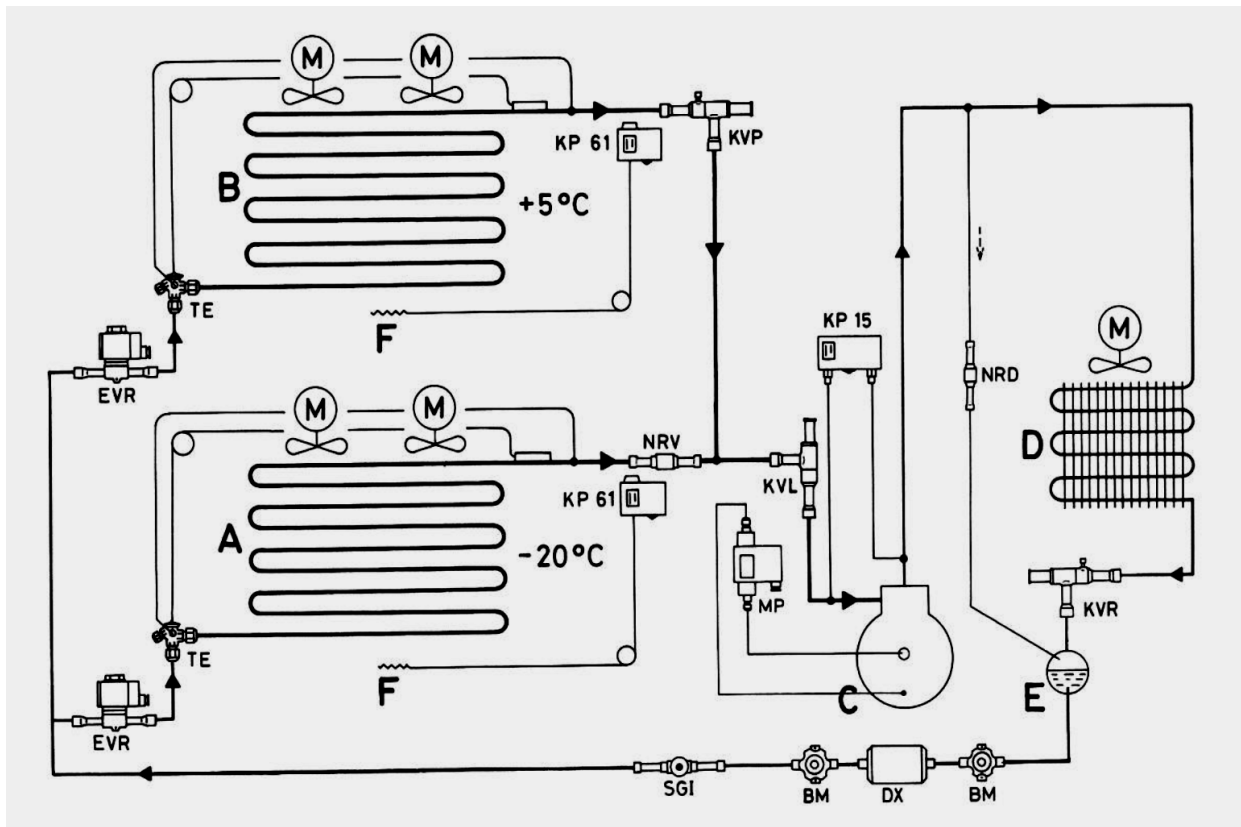 M
M
KP 61
KVP
B
+5°C
TE
F
EVR
KP 15
M
NRD
D
M
M
NRV
KVL
KP 61
A
-20°C
MP
KVR
TE
F
C
E
EVR
SGI
BM
DX
BM